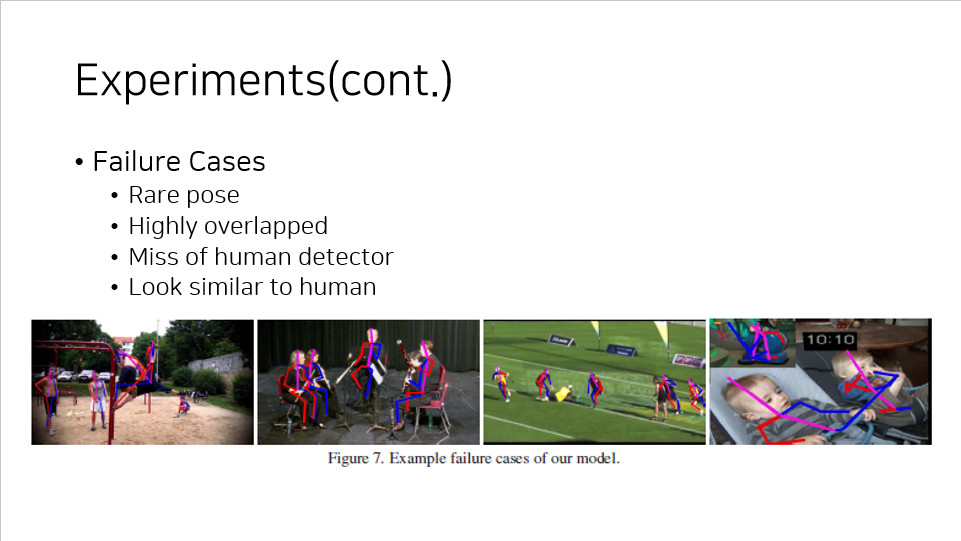 Experiments(cont.)
• Failure Cases
• Rare pose
• Highly overlapped
• Miss of human detector
• Look similar to human
10:10
Figure 7. Example failure cases of our model.